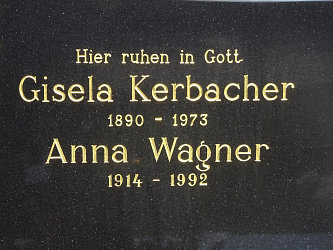 Hier ruhen in Gott
Gisela Kerbacher
1890 - 1973
Anna Wagner
1914 - 1992